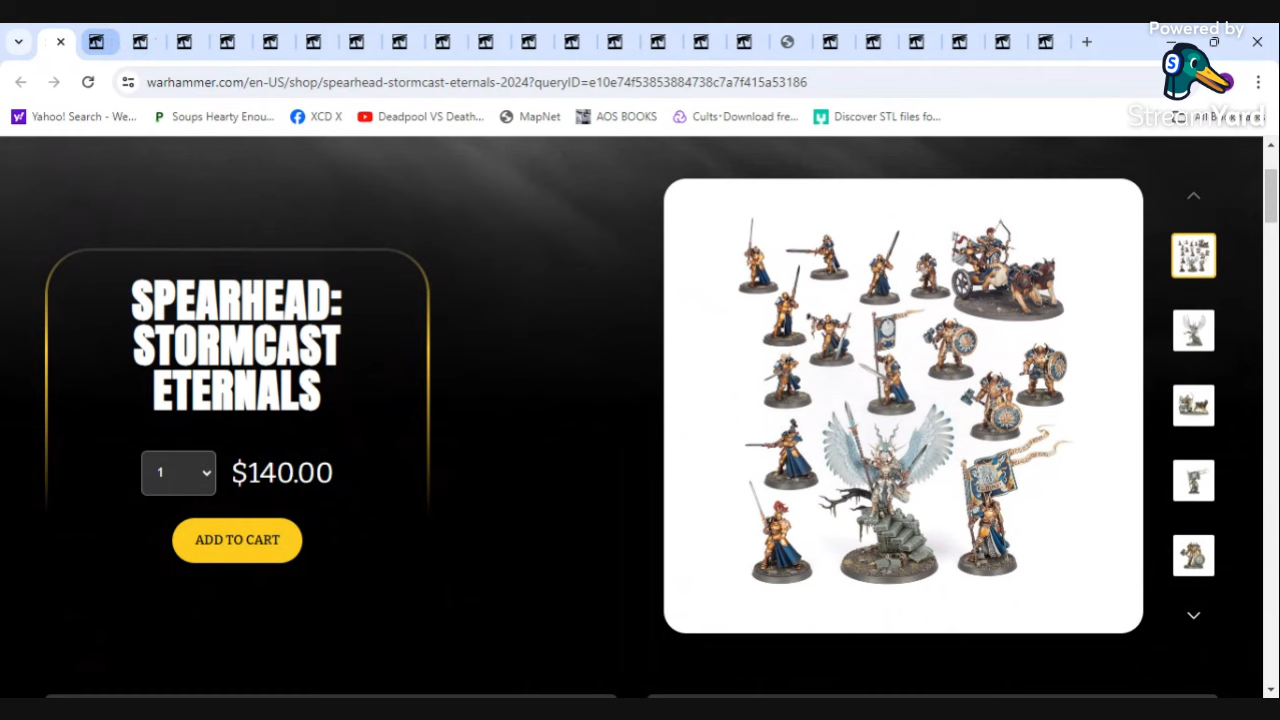 Powered by
StreamYard
warhammer.com/en-US/shop/spearhead-stormcast-eternals-2024?queryID=e10e74f53853884738c7a7f415a53186
Yahoo! Search - We...
Soups Hearty Enou...
XCD X
Deadpool VS Death...
MapNet
AOS BOOKS
Cults・Download fre...
Discover STL files fo...
SPEARHEAD:
STORMCAST
ETERNALS
1
$140.00
ADD TO CART